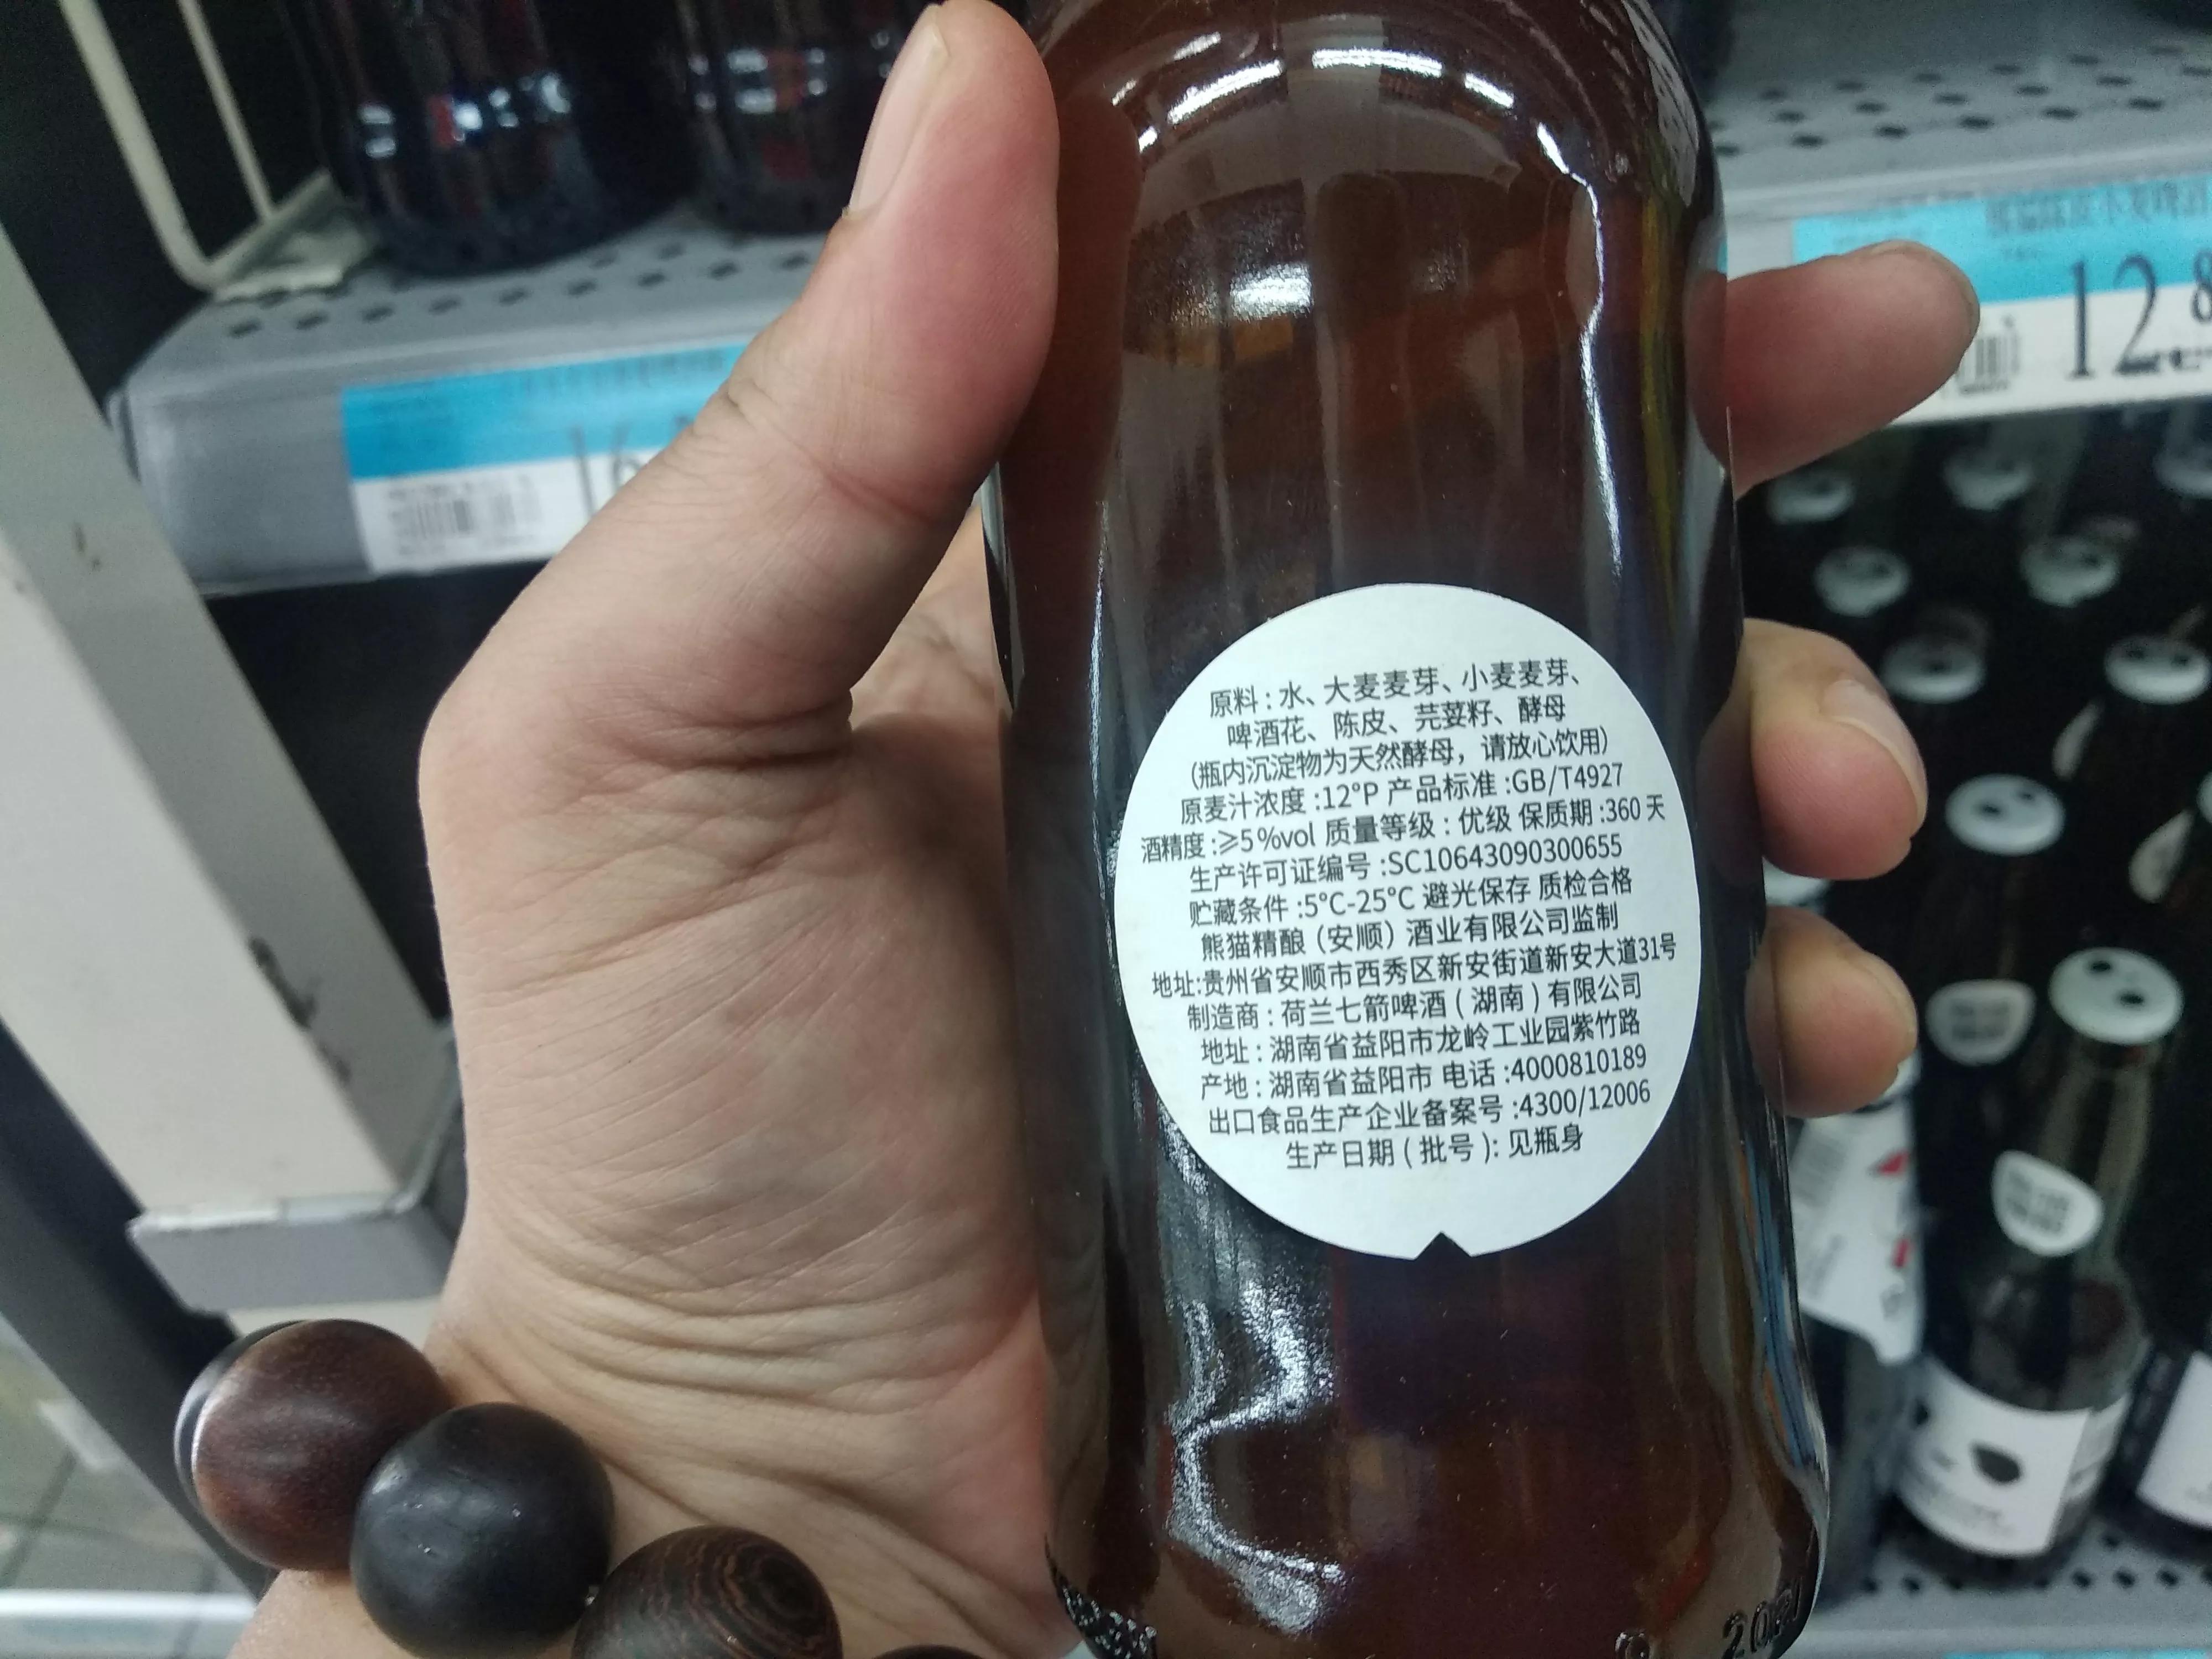 16
12.8
原料:水、大麦麦芽、小麦麦芽、
啤酒花、陈皮、芫荽籽、酵母
(瓶内沉淀物为天然酵母，请放心饮用)
原麦汁浓度:12°P 产品标准:GB/T4927
酒精度:≥5%vol 质量等级:优级 保质期:360天
生产许可证编号:SC10643090300655
贮藏条件:5°C-25°C 避光保存 质检合格
熊猫精酿(安顺)酒业有限公司监制
地址:贵州省安顺市西秀区新安街道新安大道31号
制造商:荷兰七箭啤酒(湖南)有限公司
地址:湖南省益阳市龙岭工业园紫竹路
产地:湖南省益阳市 电话:4000810189
出口食品生产企业备案号:4300/12006
生产日期(批号):见瓶身